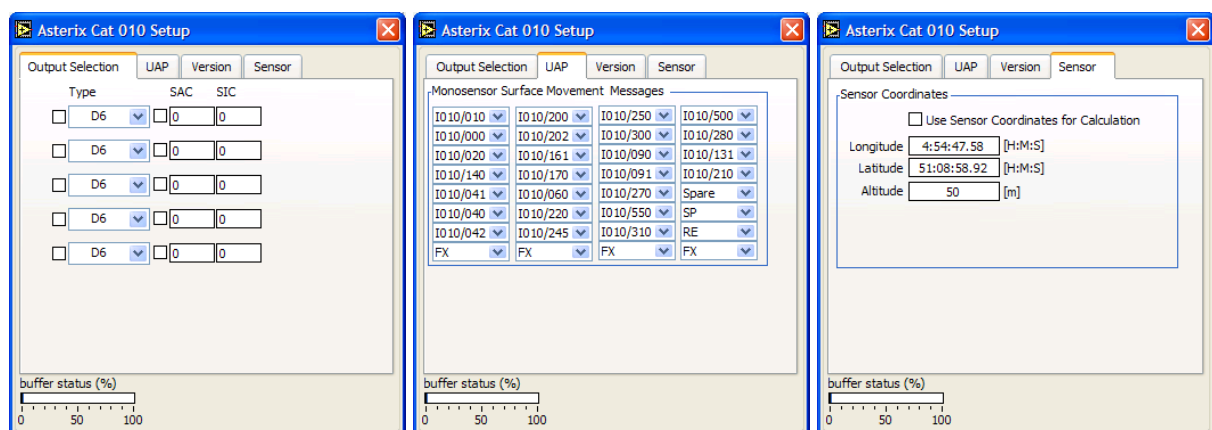 Asterix Cat 010 Setup
Output Selection UAP Version Sensor
Type SAC SIC
D6 0 0
D6 0 0
D6 0 0
D6 0 0
D6 0 0
buffer status (%)
0 50 100
Asterix Cat 010 Setup
Output Selection UAP Version Sensor
Monosensor Surface Movement Messages
I010/010 I010/200 I010/250 I010/500
I010/000 I010/202 I010/300 I010/280
I010/020 I010/161 I010/090 I010/131
I010/140 I010/170 I010/091 I010/210
I010/041 I010/060 I010/270 Spare
I010/040 I010/220 I010/550 SP
I010/042 I010/245 I010/310 RE
FX FX FX FX
buffer status (%)
0 50 100
Asterix Cat 010 Setup
Output Selection UAP Version Sensor
Sensor Coordinates
Use Sensor Coordinates for Calculation
Longitude 4:54:47.58 [H:M:S]
Latitude 51:08:58.92 [H:M:S]
Altitude 50 [m]
buffer status (%)
0 50 100